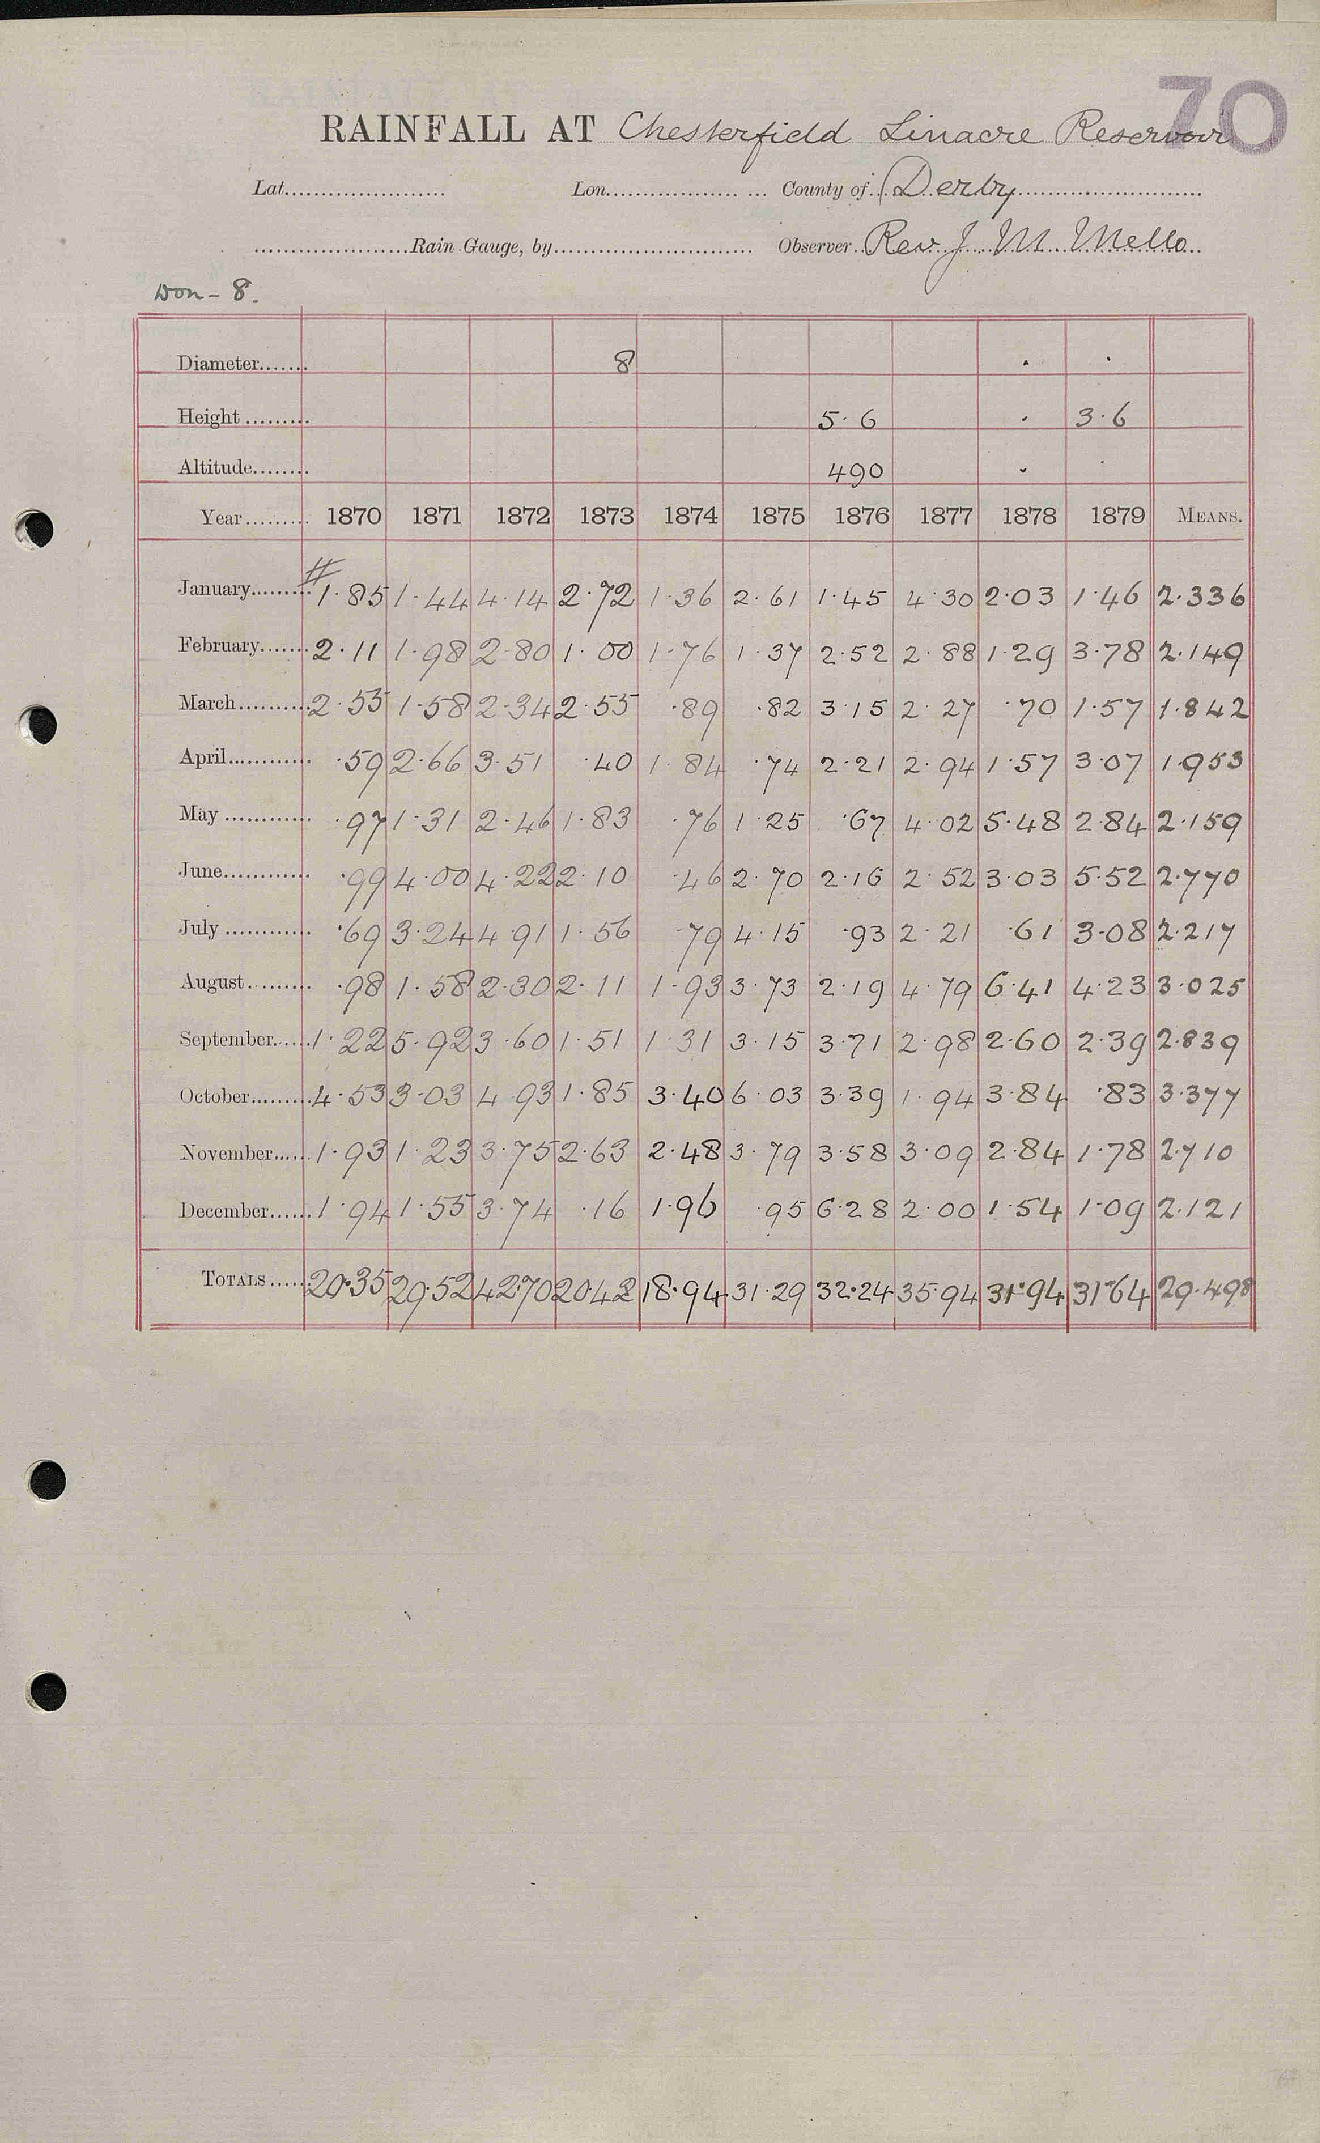 70
RAINFALL AT Chesterfield Linacre Reservoir
Lat. Lon. County of Derby
Rain Gauge, by Observer Rev J M Mello
Don - 8.
Diameter 8 · ·
Height 5·6 · 3·6
Altitude 490 · ·
Year 1870 1871 1872 1873 1874 1875 1876 1877 1878 1879 MEANS.
#
January 1·85 1·44 4·14 2·72 1·36 2·61 1·45 4·30 2·03 1·46 2·336
February 2·11 1·98 2·80 1·00 1·76 1·37 2·52 2·88 1·29 3·78 2·149
March 2·55 1·58 2·34 2·55 ·89 ·82 3·15 2·27 ·70 1·57 1·842
April ·59 2·66 3·51 ·40 1·84 ·74 2·21 2·94 1·57 3·07 1·953
May ·97 1·31 2·46 1·83 ·76 1·25 ·67 4·02 5·48 2·84 2·159
June ·99 4·00 4·22 2·10 ·46 2·70 2·16 2·52 3·03 5·52 2·770
July ·69 3·24 4·91 1·56 ·79 4·15 ·93 2·21 ·61 3·08 2·217
August ·98 1·58 2·30 2·11 1·93 3·73 2·19 4·79 6·41 4·23 3·025
September 1·22 5·92 3·60 1·51 1·31 3·15 3·71 2·98 2·60 2·39 2·839
October 4·53 3·03 4·93 1·85 3·40 6·03 3·39 1·94 3·84 ·83 3·377
November 1·93 1·23 3·75 2·63 2·48 3·79 3·58 3·09 2·84 1·78 2·710
December 1·94 1·55 3·74 ·16 1·96 ·95 6·28 2·00 1·54 1·09 2·121
TOTALS 20·35 29·52 42·70 20·42 18·94 31·29 32·24 35·94 31·94 31·64 29·498